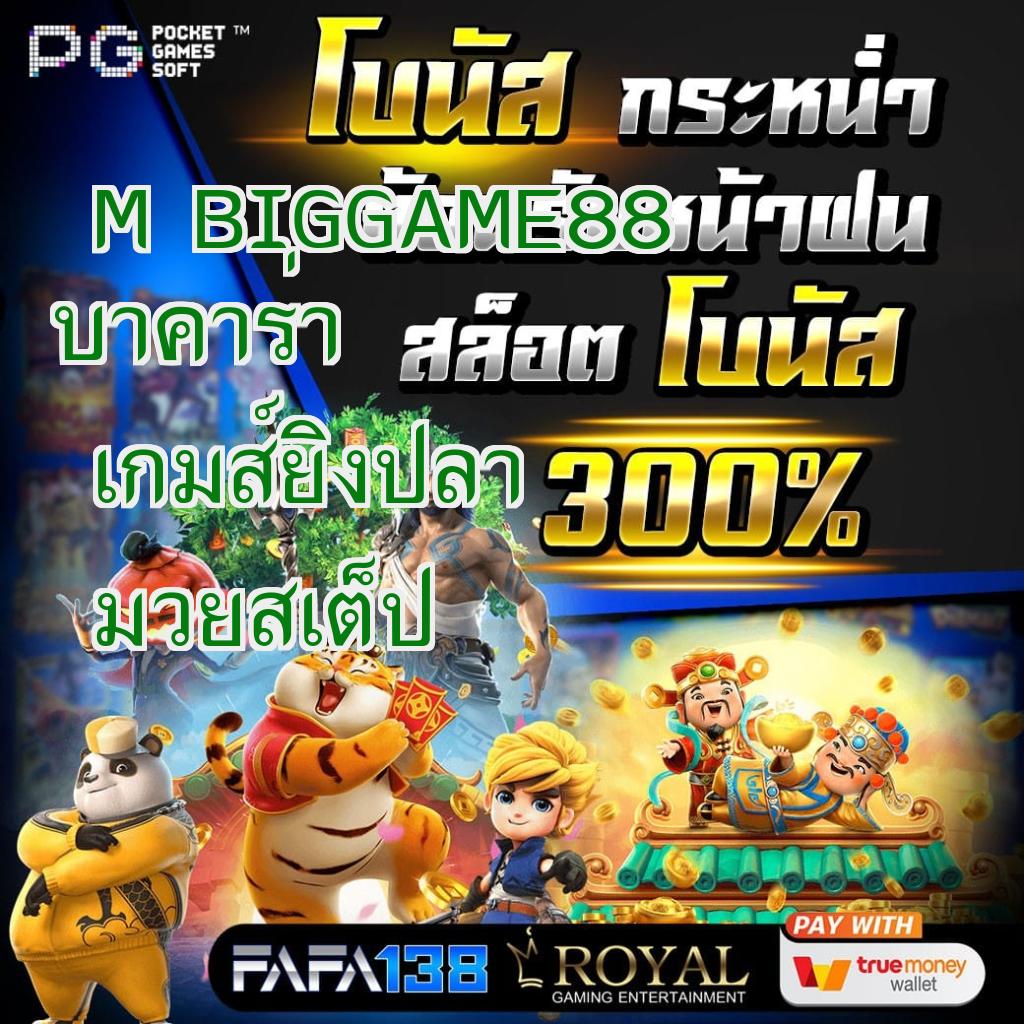 PG POCKET GAMES SOFT™
โบนัส กระหน่ำ
M BIGGAME88
หน้าฝน
บาคาร่า
สล็อต โบนัส
เกมส์ยิงปลา
300%
มวยสเต็ป
FAFA138
ROYAL
GAMING ENTERTAINMENT
PAY WITH
truemoney
wallet